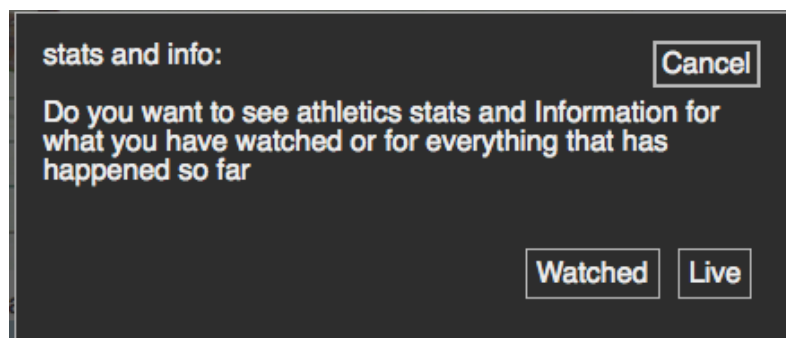 stats and info:
Cancel
Do you want to see athletics stats and Information for
what you have watched or for everything that has
happened so far
Watched
Live